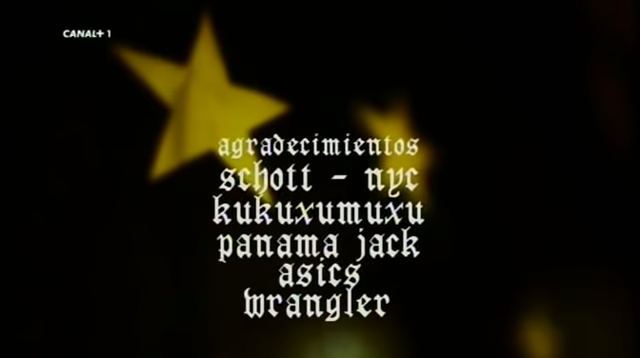 CANAL+ 1
agradecimientos
schott - nyc
kukuxumuxu
panama jack
asics
wrangler